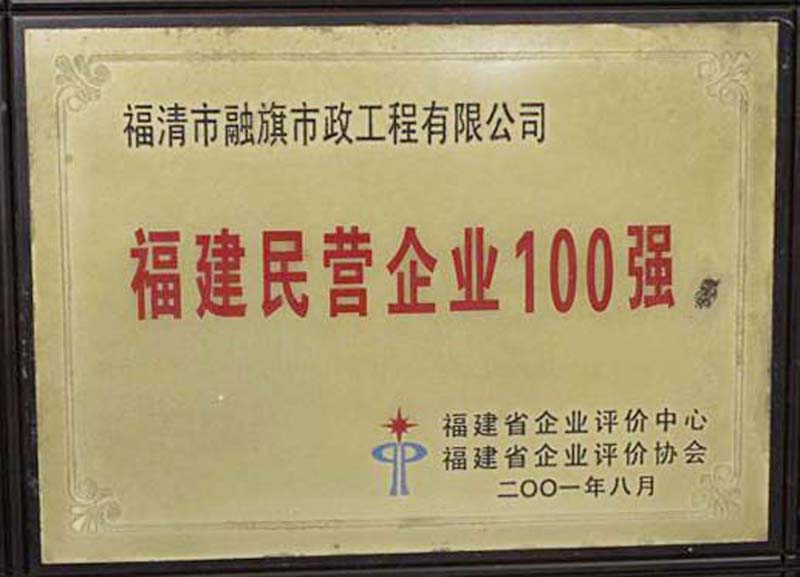 福清市融旗市政工程有限公司
福建民营企业100强
福建省企业评价中心
福建省企业评价协会
二〇〇一年八月